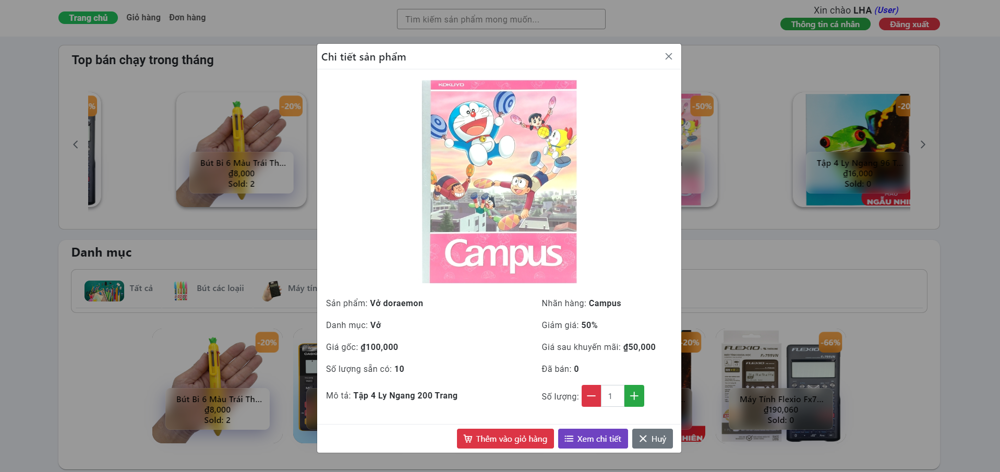 Trang chủ
Giỏ hàng
Đơn hàng
Tìm kiếm sản phẩm mong muốn...
Xin chào LHA (User)
Thông tin cá nhân
Đăng xuất
Top bán chạy trong tháng
%
-20%
Bút Bi 6 Màu Trái Th...
₫8,000
Sold: 2
-50%
-20
Tập 4 Ly Ngang 96 T...
₫16,000
Sold: 0
MÀU
NGẪU NHI
Danh mục
Tất cả
Bút các loạii
Máy tín
-20%
Bút Bi 6 Màu Trái Th...
₫8,000
Sold: 2
CASIO
-20%
HIÊN
-66%
FLEXIO
Fx799VN
FLEXIO
Máy Tính Flexio Fx7...
₫190,060
Sold: 0
Chi tiết sản phẩm
KOKUYO
Campus
Sản phẩm: Vở doraemon
Nhãn hàng: Campus
Danh mục: Vở
Giảm giá: 50%
Giá gốc: ₫100,000
Giá sau khuyến mãi: ₫50,000
Số lượng sẵn có: 10
Đã bán: 0
Mô tả: Tập 4 Ly Ngang 200 Trang
Số lượng: 1
Thêm vào giỏ hàng
Xem chi tiết
Huỷ